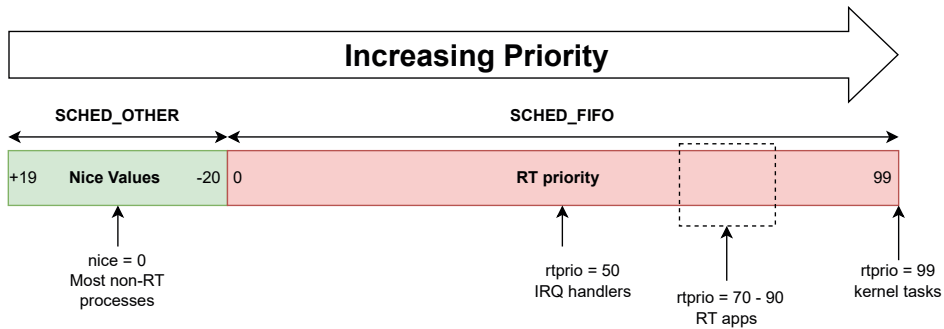 Increasing Priority
SCHED_OTHER
SCHED_FIFO
+19 Nice Values -20 0 RT priority 99
nice = 0
Most non-RT
processes
rtprio = 50
IRQ handlers
rtprio = 70 - 90
RT apps
rtprio = 99
kernel tasks